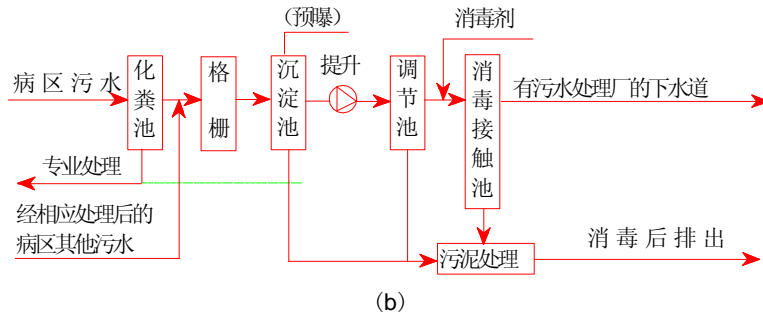 （预曝）
消毒剂
病区污水
化粪池
格栅
沉淀池
提升
调节池
消毒接触池
有污水处理厂的下水道
专业处理
经相应处理后的
病区其他污水
污泥处理
消毒后排出
(b)